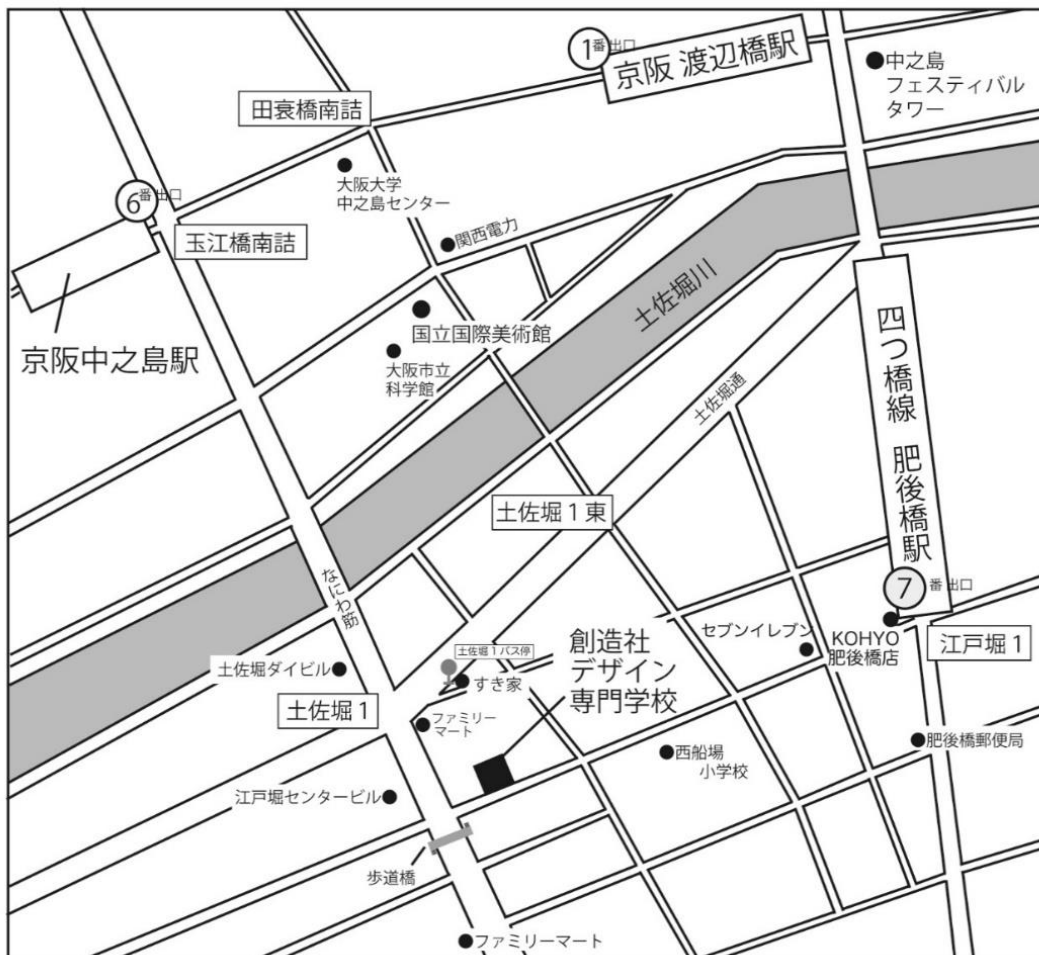 1番出口
京阪 渡辺橋駅
中之島
フェスティバル
タワー
田蓑橋南詰
大阪大学
中之島センター
6番出口
玉江橋南詰
関西電力
京阪中之島駅
国立国際美術館
大阪市立
科学館
土佐堀川
土佐堀通
四つ橋線 肥後橋駅
土佐堀1東
なにわ筋
7番出口
セブンイレブン
KOHYO
肥後橋店
江戸堀1
土佐堀1バス停
すき家
創造社
デザイン
専門学校
土佐堀ダイビル
土佐堀1
ファミリー
マート
西船場
小学校
肥後橋郵便局
江戸堀センタービル
歩道橋
ファミリーマート